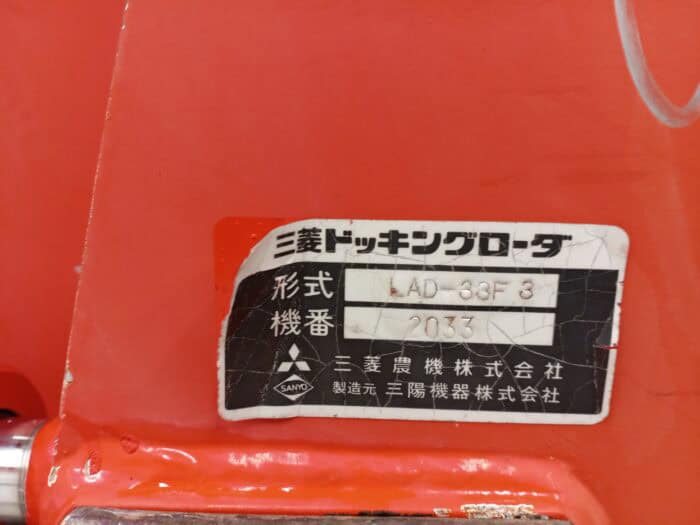 三菱ドッキングローダ
形式 LAD-33F 3
機番 2033
三菱農機株式会社
SANYO 製造元 三陽機器株式会社